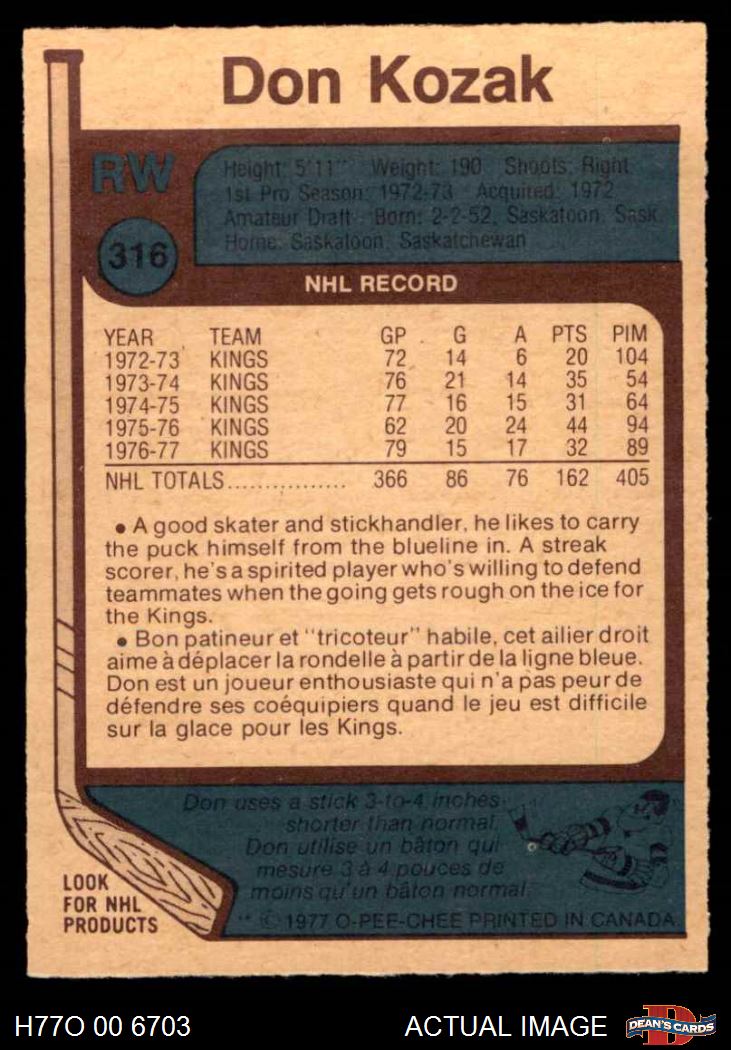 Don Kozak
RW
316
Height: 5'11" Weight: 190 Shoots: Right
1st Pro Season: 1972-73 Acquired: 1972
Amateur Draft Born: 2-2-52, Saskatoon, Sask.
Home: Saskatoon, Saskatchewan
NHL RECORD
YEAR TEAM GP G A PTS PIM
1972-73 KINGS 72 14 6 20 104
1973-74 KINGS 76 21 14 35 54
1974-75 KINGS 77 16 15 31 64
1975-76 KINGS 62 20 24 44 94
1976-77 KINGS 79 15 17 32 89
NHL TOTALS................ 366 86 76 162 405
• A good skater and stickhandler, he likes to carry
the puck himself from the blueline in. A streak
scorer, he's a spirited player who's willing to defend
teammates when the going gets rough on the ice for
the Kings.
• Bon patineur et "tricoteur" habile, cet ailier droit
aime à déplacer la rondelle à partir de la ligne bleue.
Don est un joueur enthousiaste qui n'a pas peur de
défendre ses coéquipiers quand le jeu est difficile
sur la glace pour les Kings.
Don uses a stick 3-to-4 inches
shorter than normal.
Don utilise un bâton qui
mesure 3 à 4 pouces de
moins qu'un bâton normal.
LOOK
FOR NHL
PRODUCTS
** © 1977 O-PEE-CHEE PRINTED IN CANADA
H77O 00 6703
ACTUAL IMAGE
D
DEAN'S CARDS